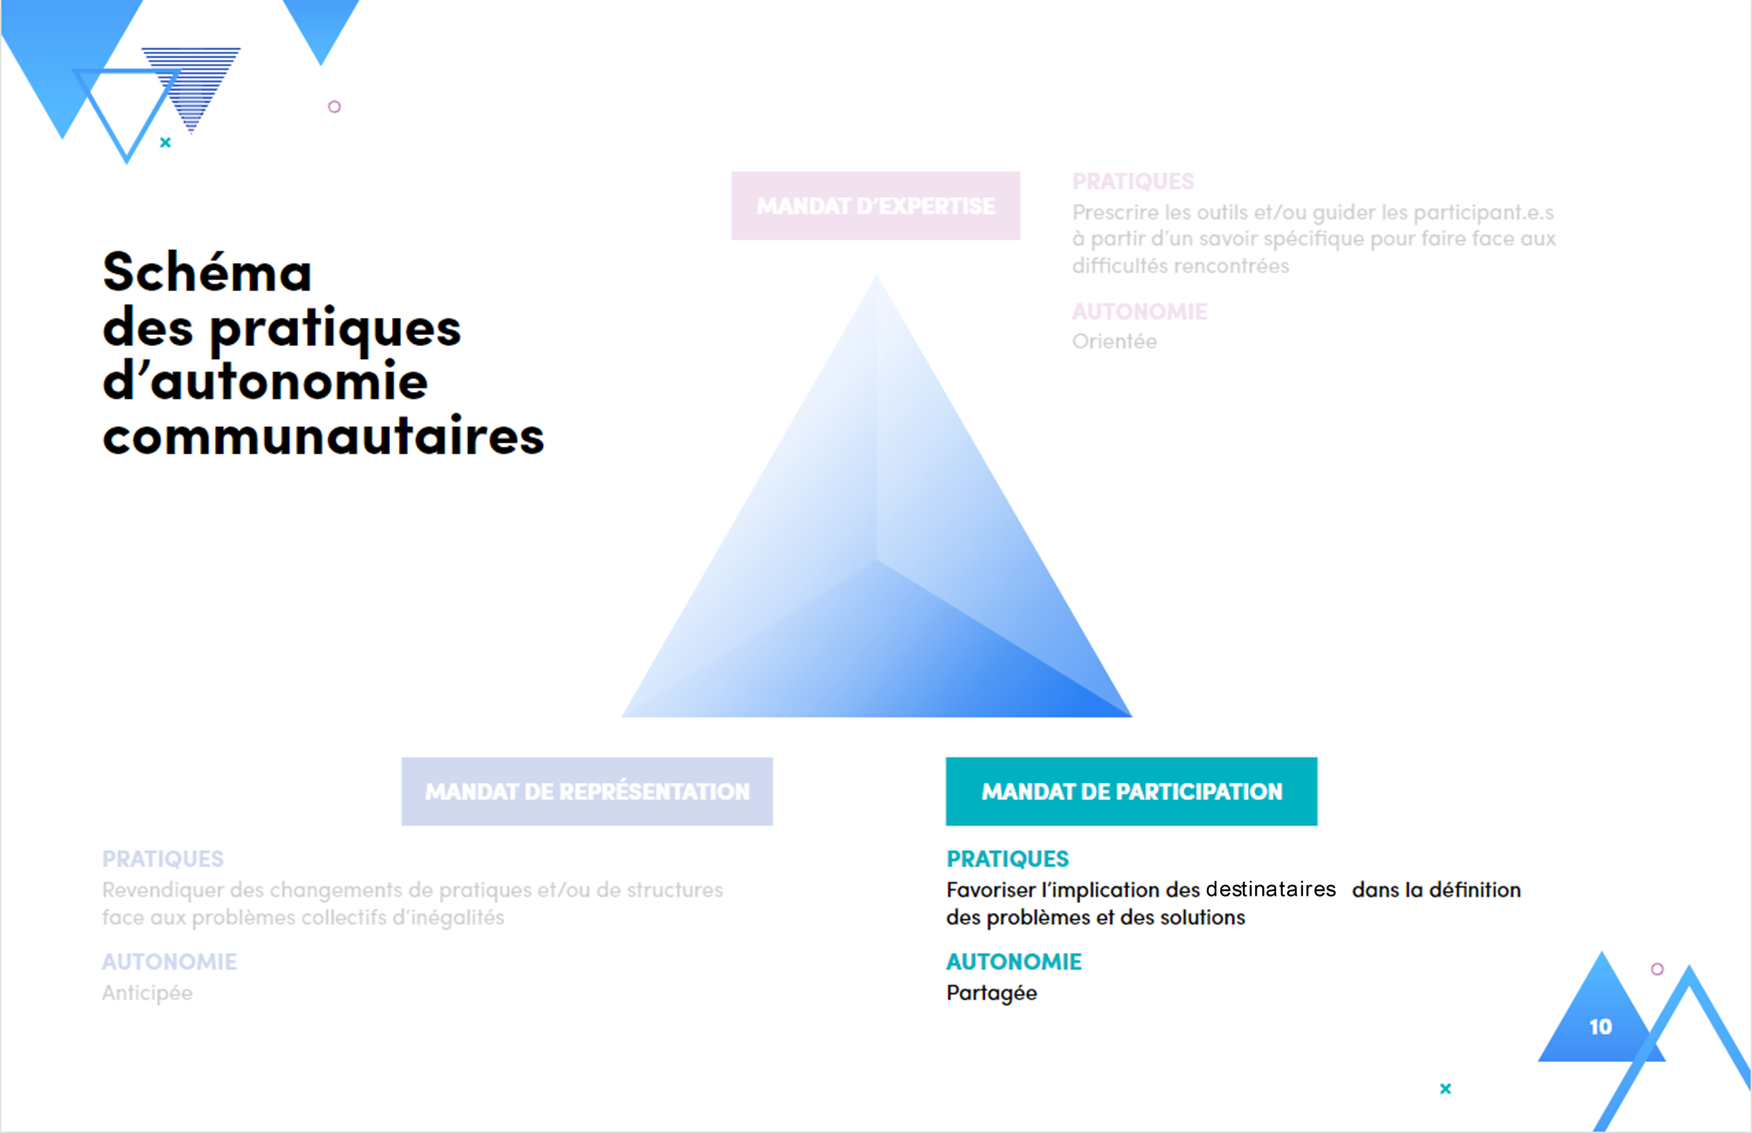 Schéma
des pratiques
d’autonomie
communautaires
MANDAT D’EXPERTISE
PRATIQUES
Prescrire les outils et/ou guider les participant.e.s
à partir d’un savoir spécifique pour faire face aux
difficultés rencontrées
AUTONOMIE
Orientée
MANDAT DE REPRÉSENTATION
PRATIQUES
Revendiquer des changements de pratiques et/ou de structures
face aux problèmes collectifs d’inégalités
AUTONOMIE
Anticipée
MANDAT DE PARTICIPATION
PRATIQUES
Favoriser l’implication des destinataires dans la définition
des problèmes et des solutions
AUTONOMIE
Partagée
10